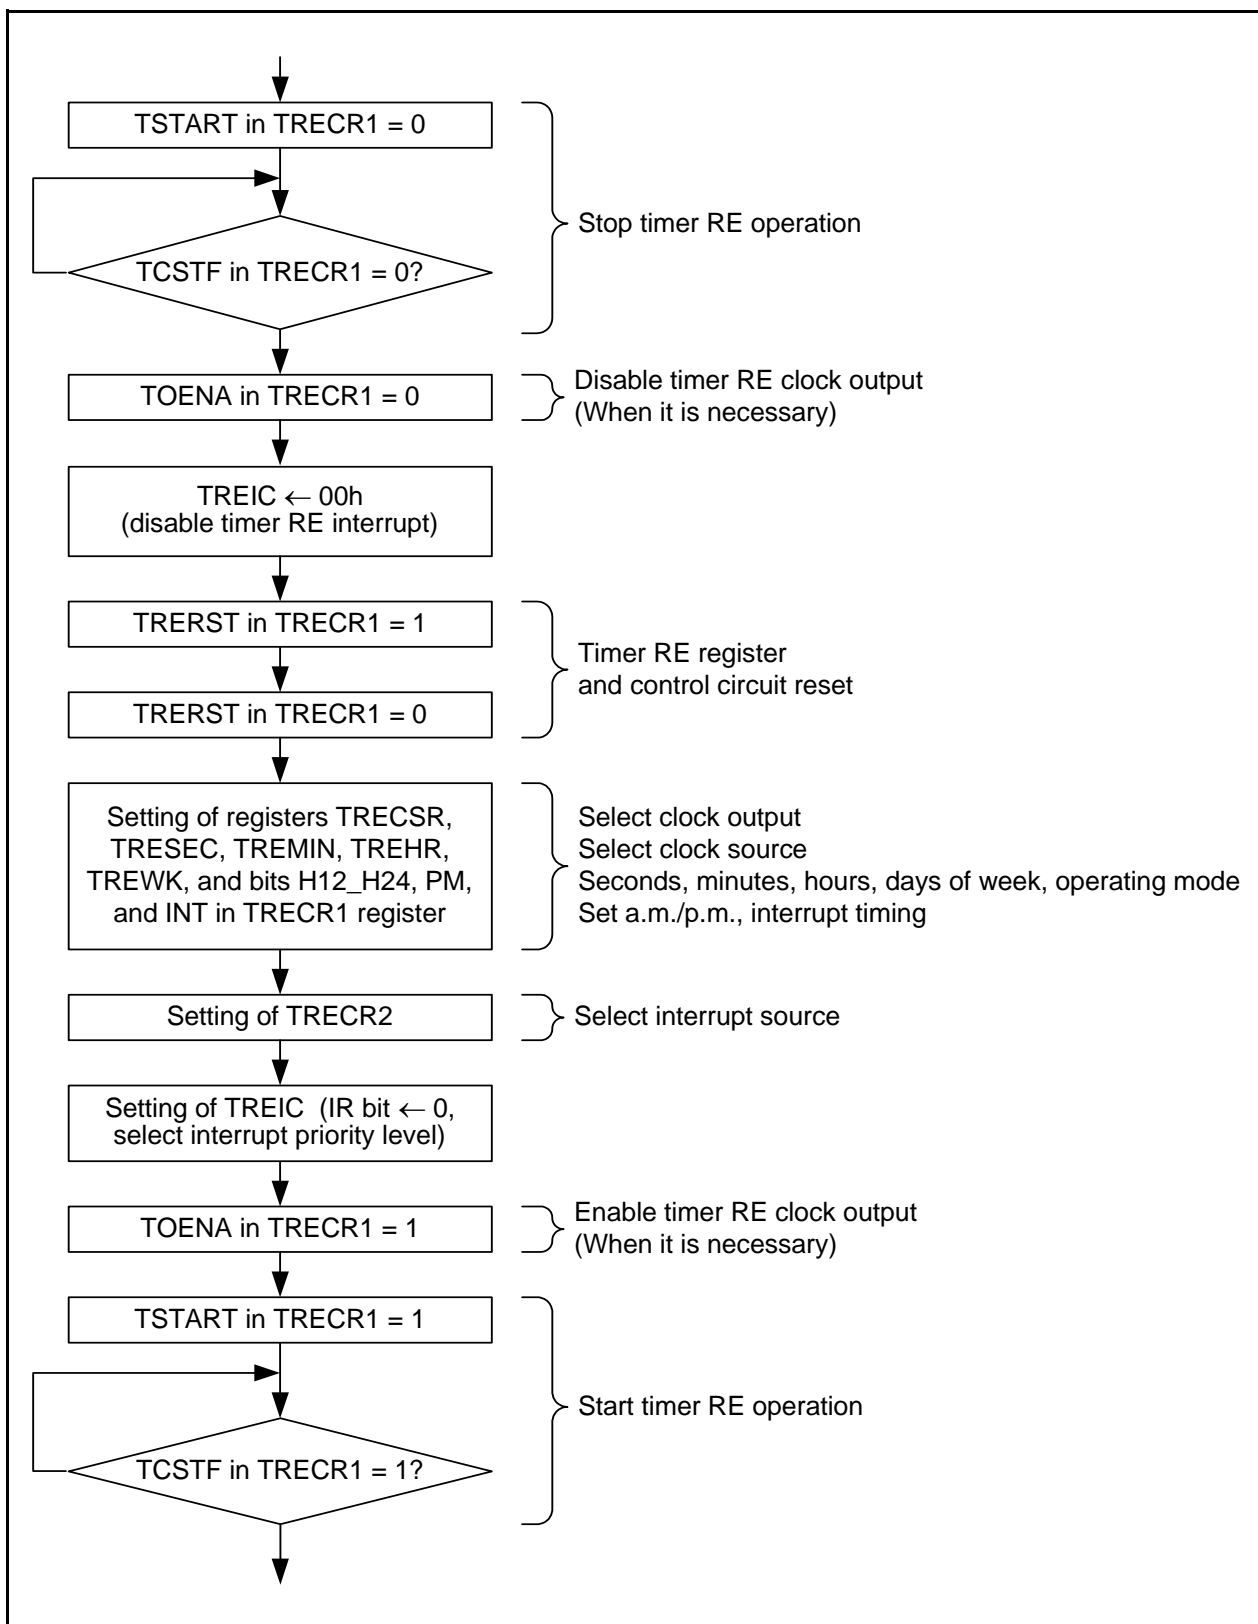 TSTART in TRECR1 = 0
TCSTF in TRECR1 = 0?
Stop timer RE operation
TOENA in TRECR1 = 0
Disable timer RE clock output
(When it is necessary)
TREIC ← 00h
(disable timer RE interrupt)
TRERST in TRECR1 = 1
TRERST in TRECR1 = 0
Timer RE register
and control circuit reset
Setting of registers TRECSR,
TRESEC, TREMIN, TREHR,
TREWK, and bits H12_H24, PM,
and INT in TRECR1 register
Select clock output
Select clock source
Seconds, minutes, hours, days of week, operating mode
Set a.m./p.m., interrupt timing
Setting of TRECR2
Select interrupt source
Setting of TREIC (IR bit ← 0,
select interrupt priority level)
TOENA in TRECR1 = 1
Enable timer RE clock output
(When it is necessary)
TSTART in TRECR1 = 1
TCSTF in TRECR1 = 1?
Start timer RE operation